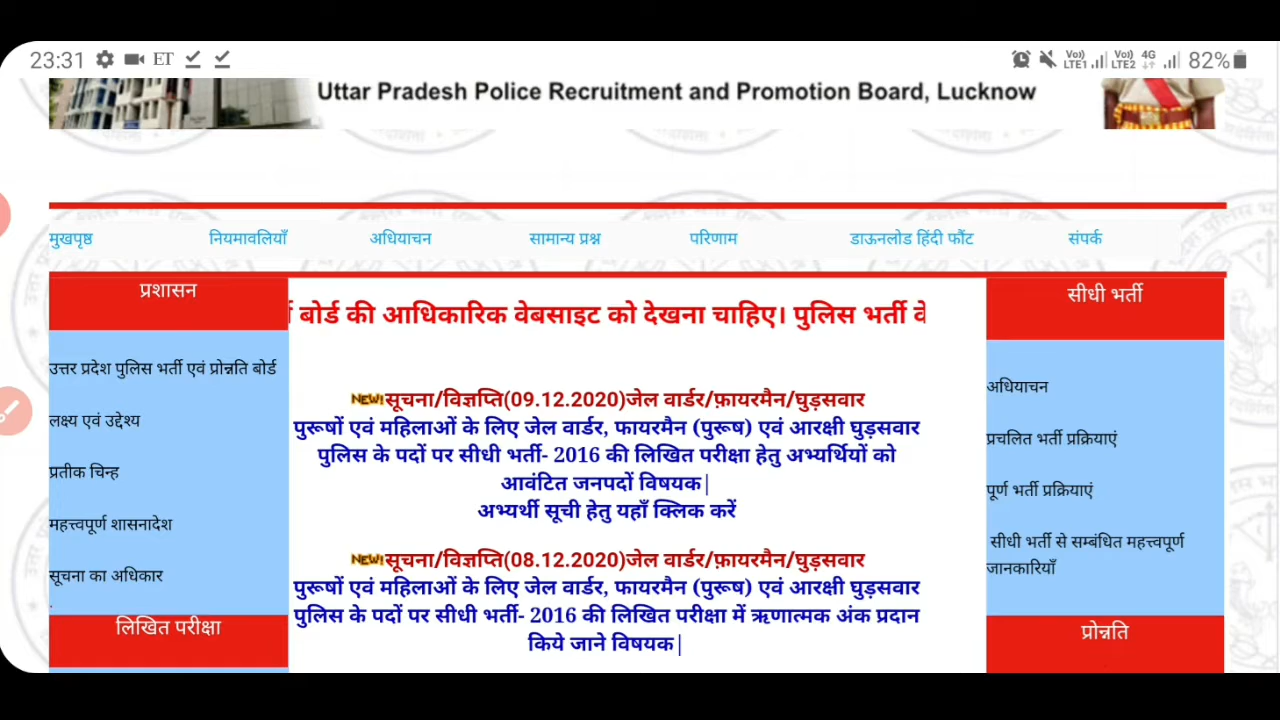 23:31 ET Vo) LTE1 Vo) LTE2 4G 82%
Uttar Pradesh Police Recruitment and Promotion Board, Lucknow
मुखपृष्ठ नियमावलियाँ अधियाचन सामान्य प्रश्न परिणाम डाऊनलोड हिंदी फौंट संपर्क
प्रशासन
उत्तर प्रदेश पुलिस भर्ती एवं प्रोन्नति बोर्ड
लक्ष्य एवं उद्देश्य
प्रतीक चिन्ह
महत्त्वपूर्ण शासनादेश
सूचना का अधिकार
लिखित परीक्षा
बोर्ड की आधिकारिक वेबसाइट को देखना चाहिए। पुलिस भर्ती
NEW! सूचना/विज्ञप्ति(09.12.2020)जेल वार्डर/फ़ायरमैन/घुड़सवार
पुरूषों एवं महिलाओं के लिए जेल वार्डर, फायरमैन (पुरूष) एवं आरक्षी घुड़सवार
पुलिस के पदों पर सीधी भर्ती- 2016 की लिखित परीक्षा हेतु अभ्यर्थियों को
आवंटित जनपदों विषयक|
अभ्यर्थी सूची हेतु यहाँ क्लिक करें
NEW! सूचना/विज्ञप्ति(08.12.2020)जेल वार्डर/फ़ायरमैन/घुड़सवार
पुरूषों एवं महिलाओं के लिए जेल वार्डर, फायरमैन (पुरूष) एवं आरक्षी घुड़सवार
पुलिस के पदों पर सीधी भर्ती- 2016 की लिखित परीक्षा में ऋणात्मक अंक प्रदान
किये जाने विषयक|
सीधी भर्ती
अधियाचन
प्रचलित भर्ती प्रक्रियाएं
पूर्ण भर्ती प्रक्रियाएं
सीधी भर्ती से सम्बंधित महत्त्वपूर्ण
जानकारियाँ
प्रोन्नति